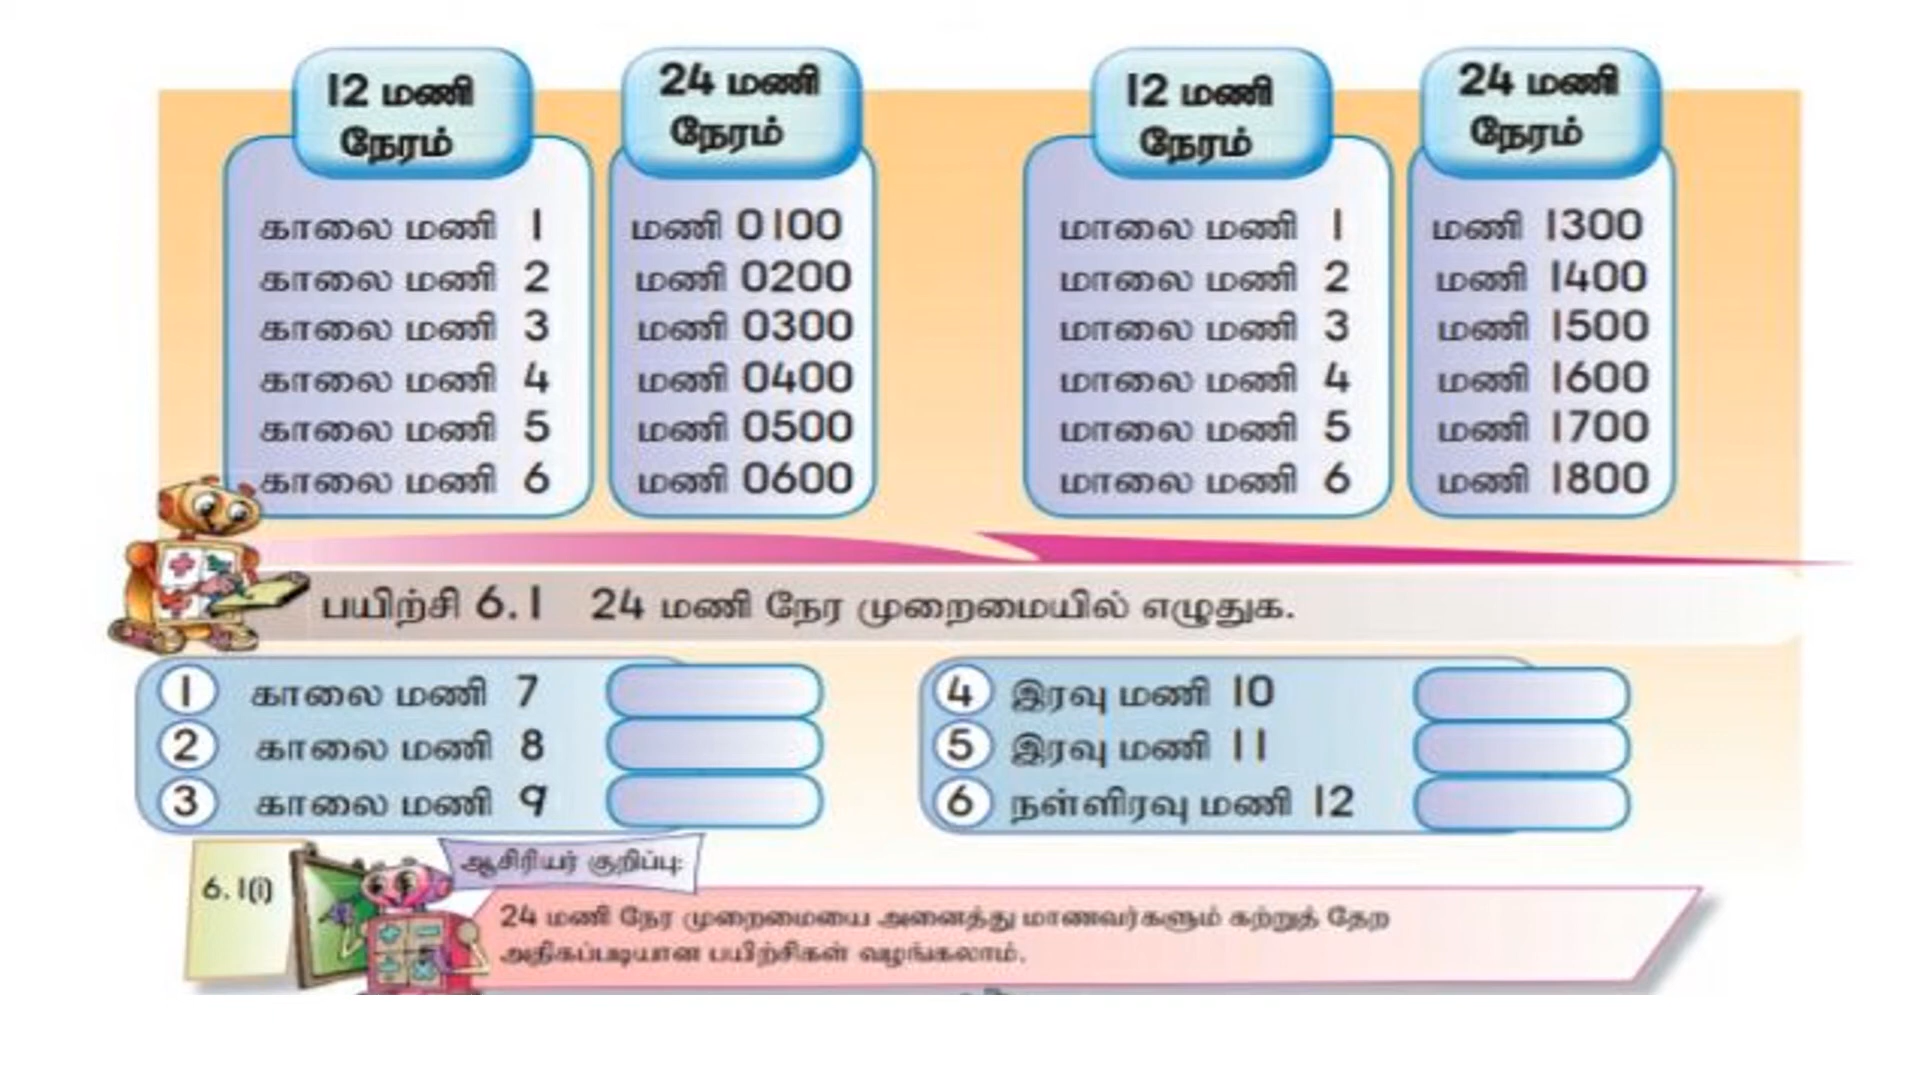 12 மணி நேரம்
24 மணி நேரம்
12 மணி நேரம்
24 மணி நேரம்
காலை மணி 1 மணி 0100 மாலை மணி 1 மணி 1300
காலை மணி 2 மணி 0200 மாலை மணி 2 மணி 1400
காலை மணி 3 மணி 0300 மாலை மணி 3 மணி 1500
காலை மணி 4 மணி 0400 மாலை மணி 4 மணி 1600
காலை மணி 5 மணி 0500 மாலை மணி 5 மணி 1700
காலை மணி 6 மணி 0600 மாலை மணி 6 மணி 1800
பயிற்சி 6.1 24 மணி நேர முறைமையில் எழுதுக.
1 காலை மணி 7
2 காலை மணி 8
3 காலை மணி 9
4 இரவு மணி 10
5 இரவு மணி 11
6 நள்ளிரவு மணி 12
6.1(i)
ஆசிரியர் குறிப்பு:
24 மணி நேர முறைமையை அனைத்து மாணவர்களும் கற்றுத் தேற
அதிகப்படியான பயிற்சிகள் வழங்கலாம்.